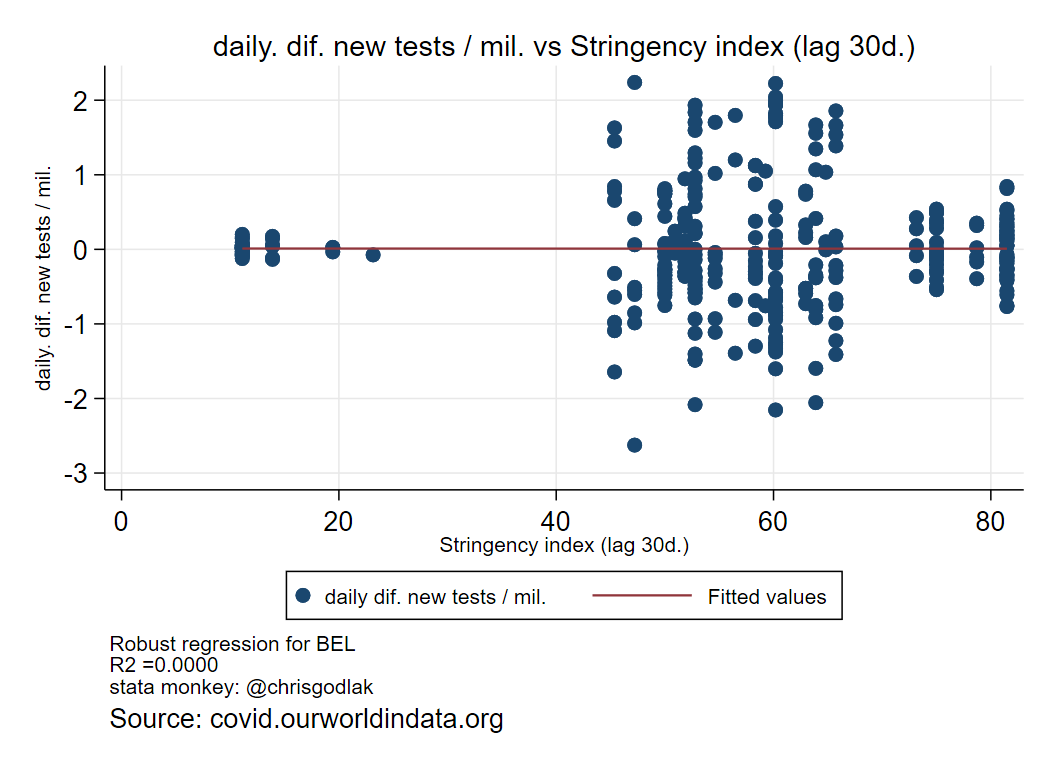 daily. dif. new tests / mil. vs Stringency index (lag 30d.)
daily. dif. new tests / mil.
2
1
0
-1
-2
-3
0 20 40 60 80
Stringency index (lag 30d.)
daily dif. new tests / mil. Fitted values
Robust regression for BEL
R2 =0.0000
stata monkey: @chrisgodlak
Source: covid.ourworldindata.org